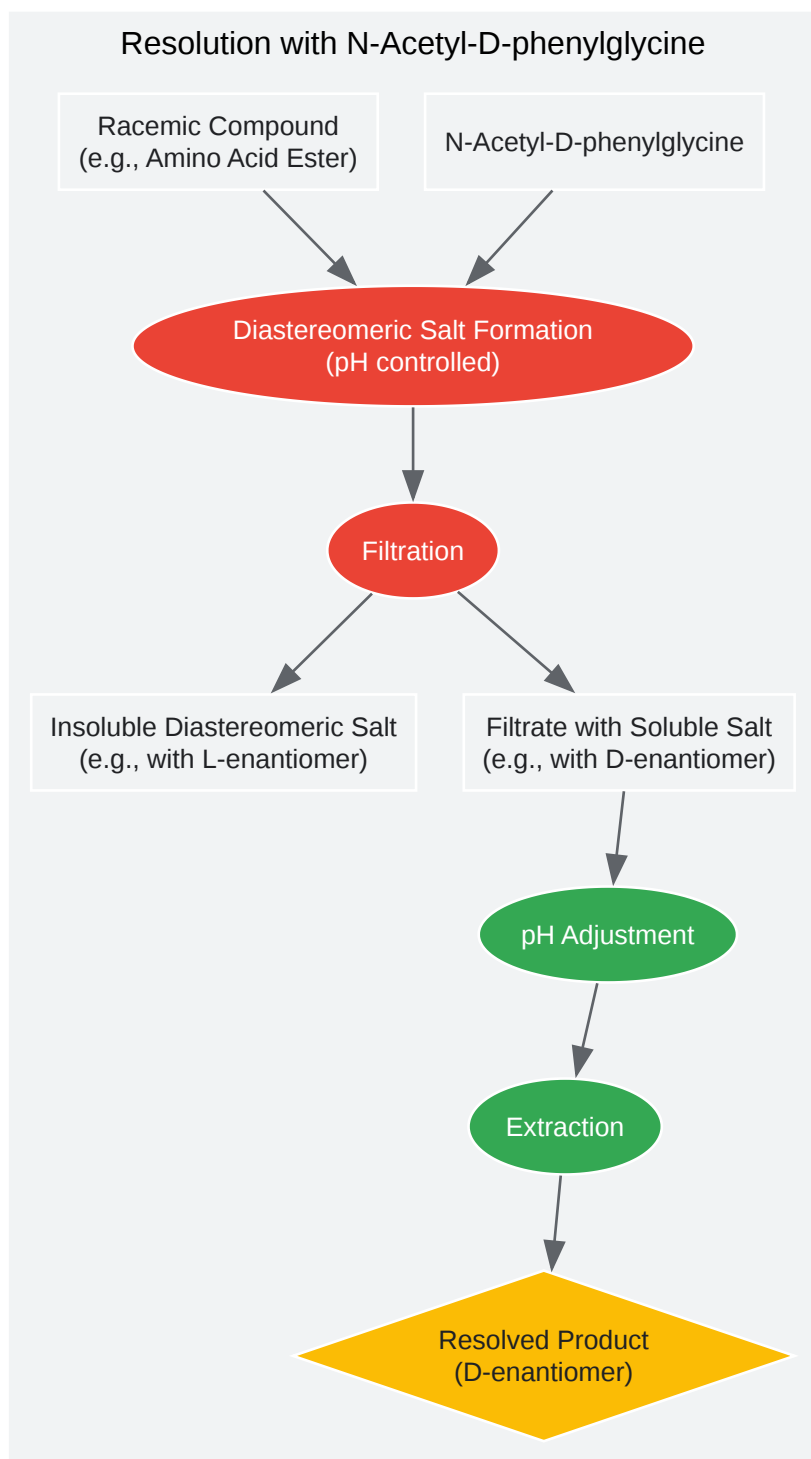 Resolution with N-Acetyl-D-phenylglycine
Racemic Compound
(e.g., Amino Acid Ester)
N-Acetyl-D-phenylglycine
Diastereomeric Salt Formation
(pH controlled)
Filtration
Insoluble Diastereomeric Salt
(e.g., with L-enantiomer)
Filtrate with Soluble Salt
(e.g., with D-enantiomer)
pH Adjustment
Extraction
Resolved Product
(D-enantiomer)